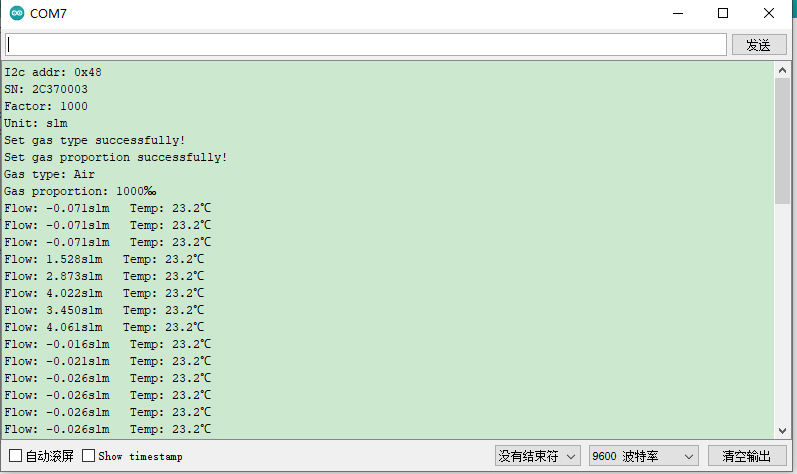 COM7
发送
I2c addr: 0x48
SN: 2C370003
Factor: 1000
Unit: slm
Set gas type successfully!
Set gas proportion successfully!
Gas type: Air
Gas proportion: 1000‰
Flow: -0.071slm   Temp: 23.2℃
Flow: -0.071slm   Temp: 23.2℃
Flow: -0.071slm   Temp: 23.2℃
Flow: 1.528slm   Temp: 23.2℃
Flow: 2.873slm   Temp: 23.2℃
Flow: 4.022slm   Temp: 23.2℃
Flow: 3.450slm   Temp: 23.2℃
Flow: 4.061slm   Temp: 23.2℃
Flow: -0.016slm   Temp: 23.2℃
Flow: -0.021slm   Temp: 23.2℃
Flow: -0.026slm   Temp: 23.2℃
Flow: -0.026slm   Temp: 23.2℃
Flow: -0.026slm   Temp: 23.2℃
Flow: -0.026slm   Temp: 23.2℃
自动滚屏 Show timestamp 没有结束符 9600 波特率 清空输出